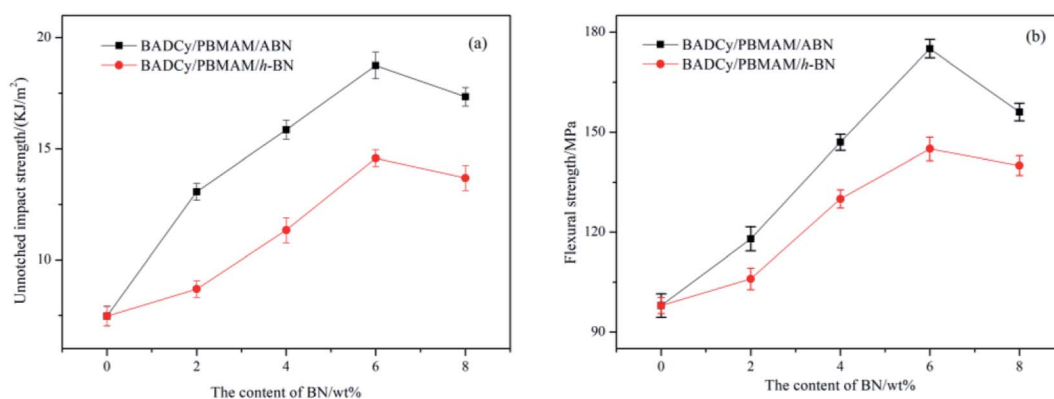 20
15
10
Unnotched impact strength/(KJ/m²)
BADCy/PBMAM/ABN
BADCy/PBMAM/h-BN
(a)
0 2 4 6 8
The content of BN/wt%
180
150
120
90
Flexural strength/MPa
BADCy/PBMAM/ABN
BADCy/PBMAM/h-BN
(b)
0 2 4 6 8
The content of BN/wt%